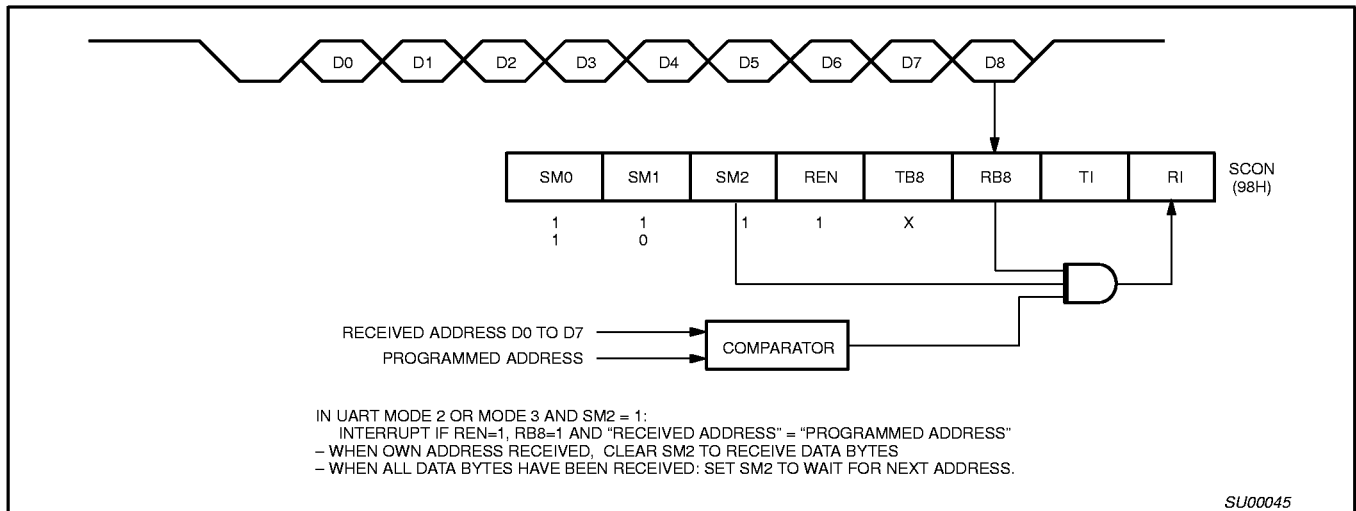 D0 D1 D2 D3 D4 D5 D6 D7 D8
SM0 SM1 SM2 REN TB8 RB8 TI RI
SCON
(98H)
1 1 1 1 X
1 0
RECEIVED ADDRESS D0 TO D7
PROGRAMMED ADDRESS
COMPARATOR
IN UART MODE 2 OR MODE 3 AND SM2 = 1:
INTERRUPT IF REN=1, RB8=1 AND “RECEIVED ADDRESS” = “PROGRAMMED ADDRESS”
– WHEN OWN ADDRESS RECEIVED, CLEAR SM2 TO RECEIVE DATA BYTES
– WHEN ALL DATA BYTES HAVE BEEN RECEIVED: SET SM2 TO WAIT FOR NEXT ADDRESS.
SU00045